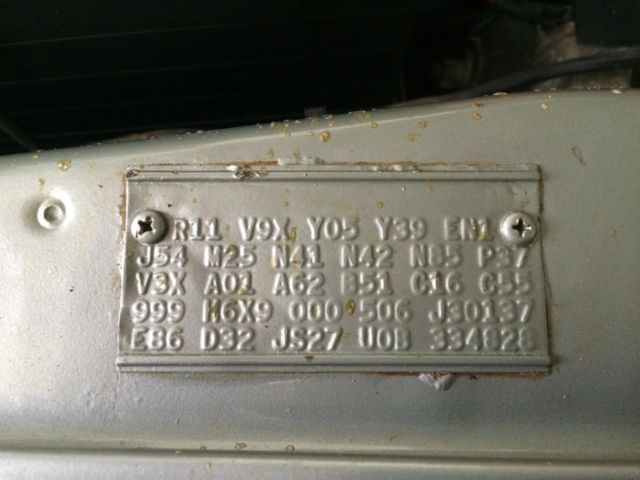 R11 V9X Y05 Y39 EN1
J54 M25 N41 N42 N85 P37
V3X A01 A62 B51 C16 C55
999 H6X9 000 506 J30137
E86 D32 JS27 U0B 334828